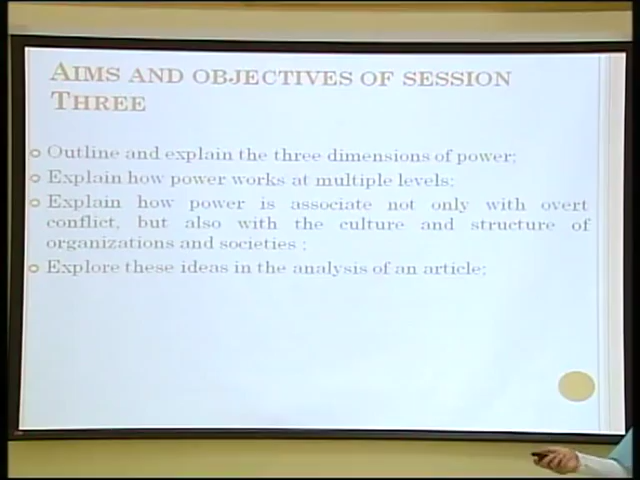 AIMS AND OBJECTIVES OF SESSION
THREE
Outline and explain the three dimensions of power;
Explain how power works at multiple levels;
Explain how power is associate not only with overt
conflict, but also with the culture and structure of
organizations and societies ;
Explore these ideas in the analysis of an article;